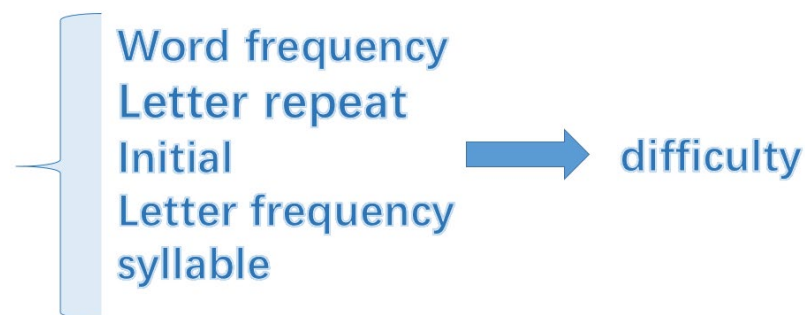 Word frequency
Letter repeat
Initial
difficulty
Letter frequency
syllable